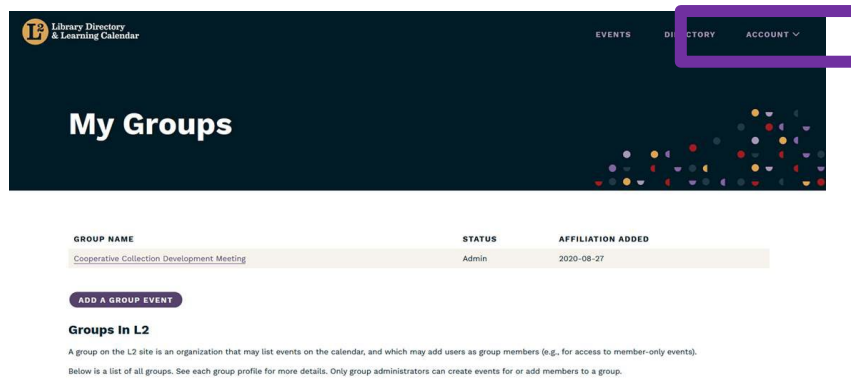 L2 Library Directory
& Learning Calendar
EVENTS DIRECTORY ACCOUNT
My Groups
GROUP NAME STATUS AFFILIATION ADDED
Cooperative Collection Development Meeting Admin 2020-08-27
ADD A GROUP EVENT
Groups In L2
A group on the L2 site is an organization that may list events on the calendar, and which may add users as group members (e.g., for access to member-only events).
Below is a list of all groups. See each group profile for more details. Only group administrators can create events for or add members to a group.